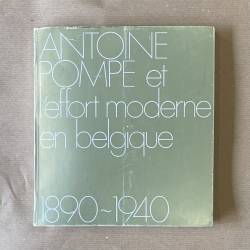 ANTOINE
POMPE et
l'effort moderne
en belgique
1890~1940